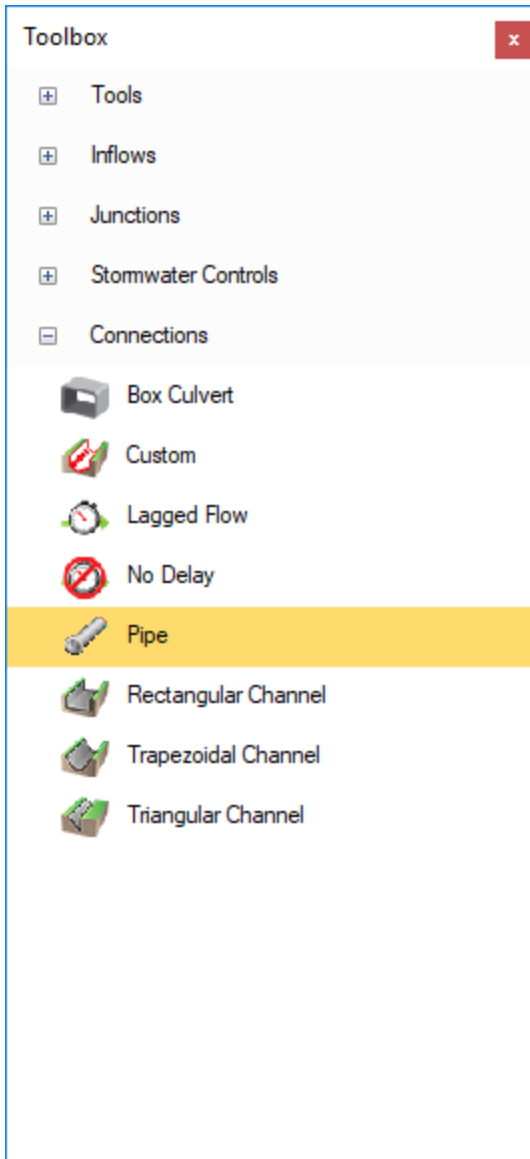 Toolbox
x
Tools
Inflows
Junctions
Stormwater Controls
Connections
Box Culvert
Custom
Lagged Flow
No Delay
Pipe
Rectangular Channel
Trapezoidal Channel
Triangular Channel